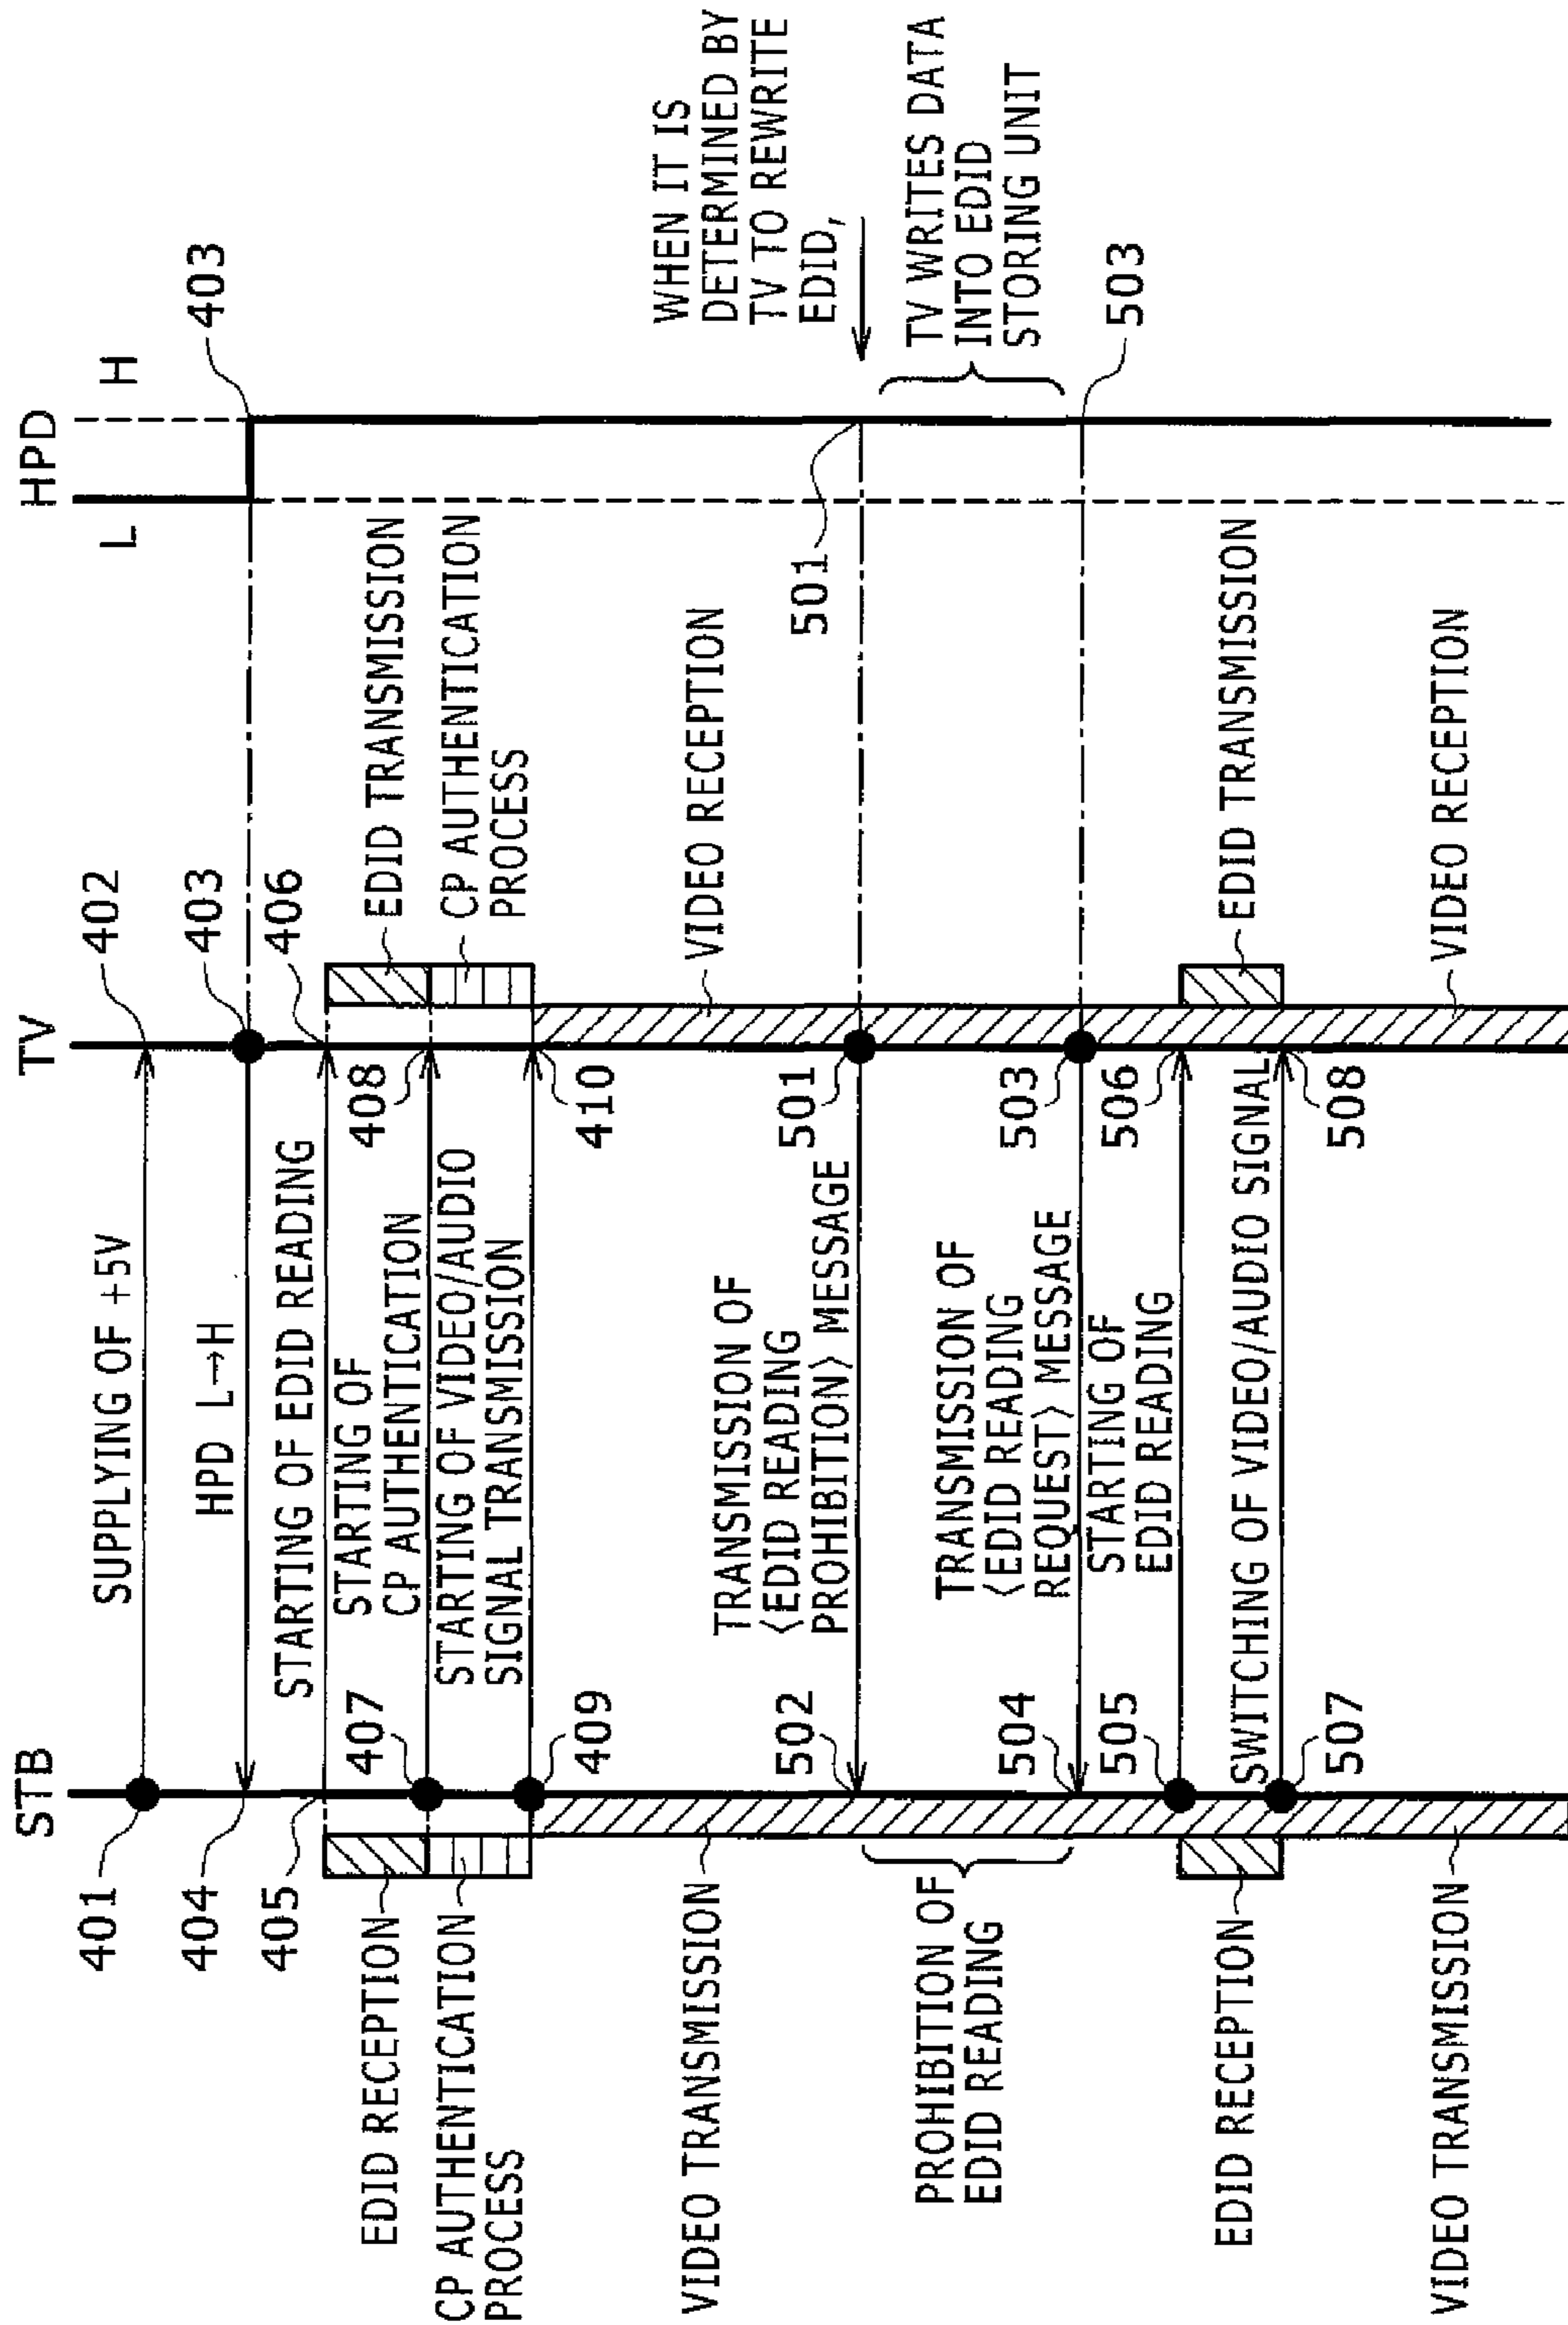 STB
TV
HPD
L
H
401
SUPPLYING OF +5V
402
404
HPD L→H
403
403
405
STARTING OF EDID READING
406
EDID RECEPTION
EDID TRANSMISSION
407
STARTING OF
CP AUTHENTICATION
408
CP AUTHENTICATION
PROCESS
CP AUTHENTICATION
PROCESS
409
STARTING OF VIDEO/AUDIO
SIGNAL TRANSMISSION
410
VIDEO TRANSMISSION
VIDEO RECEPTION
WHEN IT IS
DETERMINED BY
TV TO REWRITE
EDID,
502
TRANSMISSION OF
〈EDID READING
PROHIBITION〉 MESSAGE
501
501
PROHIBITION OF
EDID READING
TV WRITES DATA
INTO EDID
STORING UNIT
504
TRANSMISSION OF
〈EDID READING
REQUEST〉 MESSAGE
503
503
505
STARTING OF
EDID READING
506
EDID RECEPTION
EDID TRANSMISSION
SWITCHING OF VIDEO/AUDIO SIGNAL
507
508
VIDEO TRANSMISSION
VIDEO RECEPTION